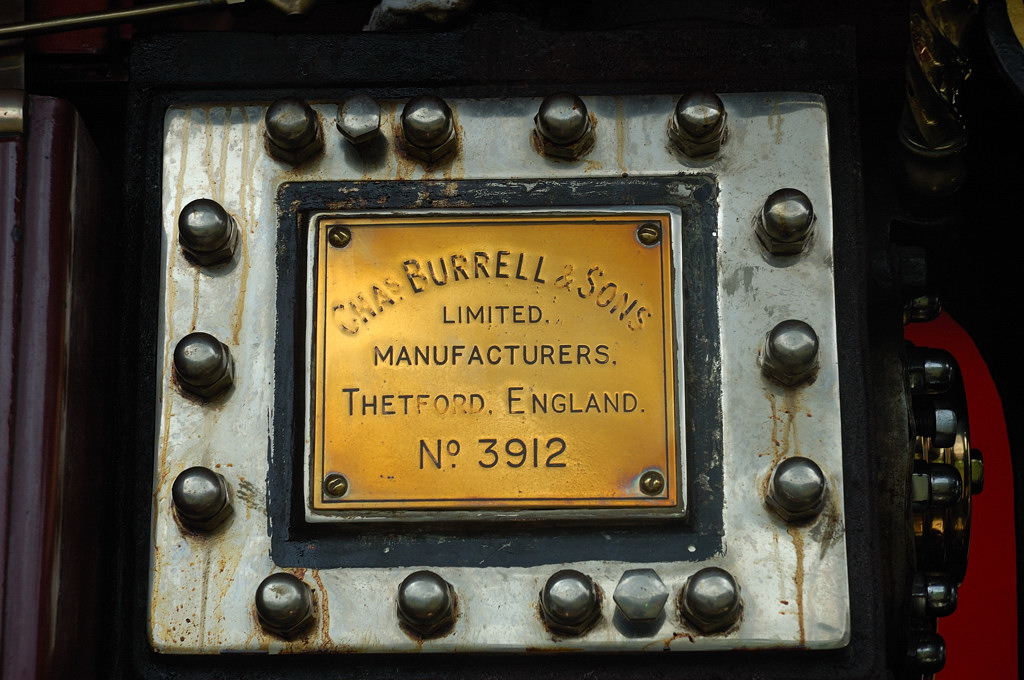 Chas. Burrell & Sons
LIMITED.
MANUFACTURERS,
THETFORD, ENGLAND.
No. 3912